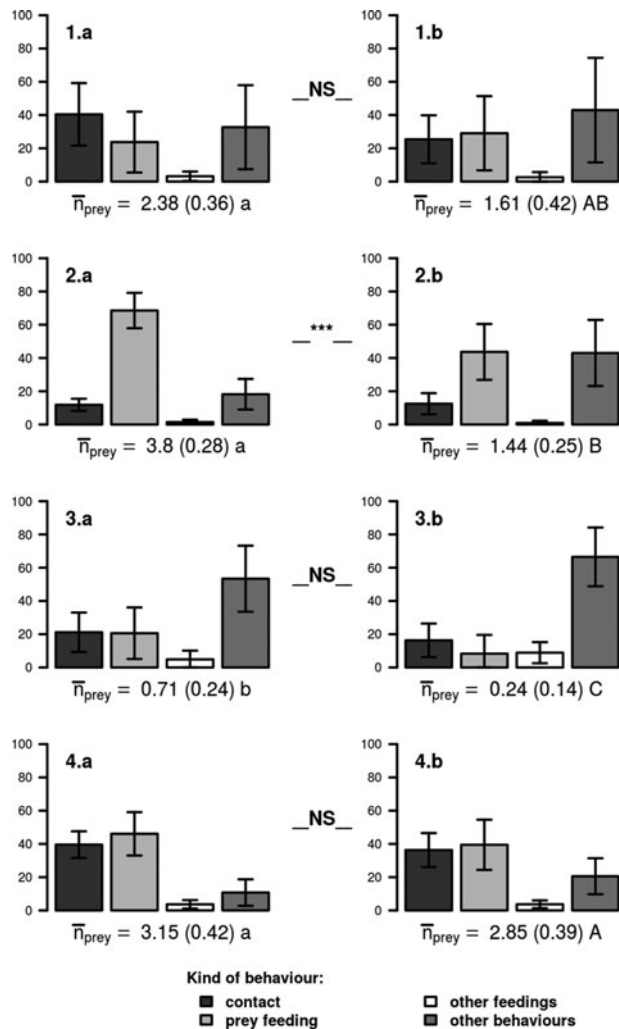 1.a
1.b
100
80
60
40
20
0
100
80
60
40
20
0
_NS_
n̅prey = 2.38 (0.36) a
n̅prey = 1.61 (0.42) AB
2.a
2.b
100
80
60
40
20
0
100
80
60
40
20
0
_***_
n̅prey = 3.8 (0.28) a
n̅prey = 1.44 (0.25) B
3.a
3.b
100
80
60
40
20
0
100
80
60
40
20
0
_NS_
n̅prey = 0.71 (0.24) b
n̅prey = 0.24 (0.14) C
4.a
4.b
100
80
60
40
20
0
100
80
60
40
20
0
_NS_
n̅prey = 3.15 (0.42) a
n̅prey = 2.85 (0.39) A
Kind of behaviour:
contact
other feedings
prey feeding
other behaviours